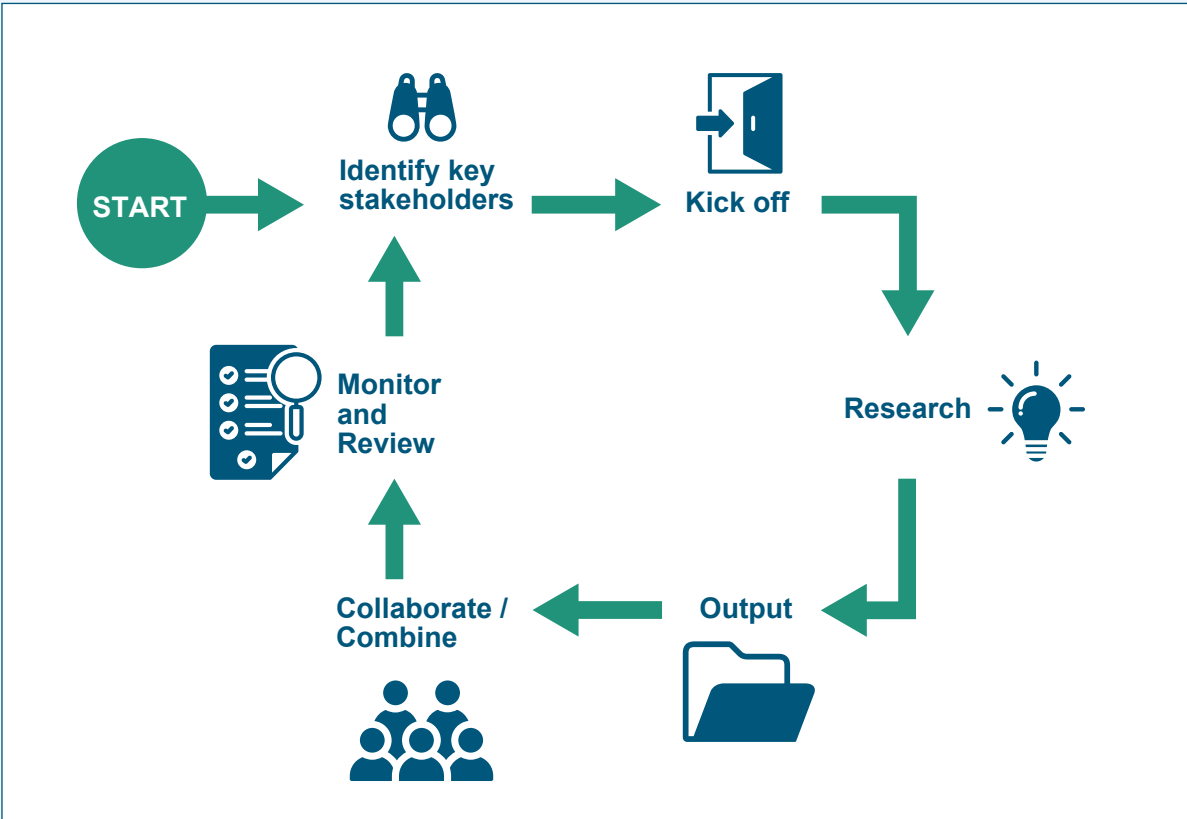 START
Identify key
stakeholders
Kick off
Research
Output
Collaborate /
Combine
Monitor
and
Review